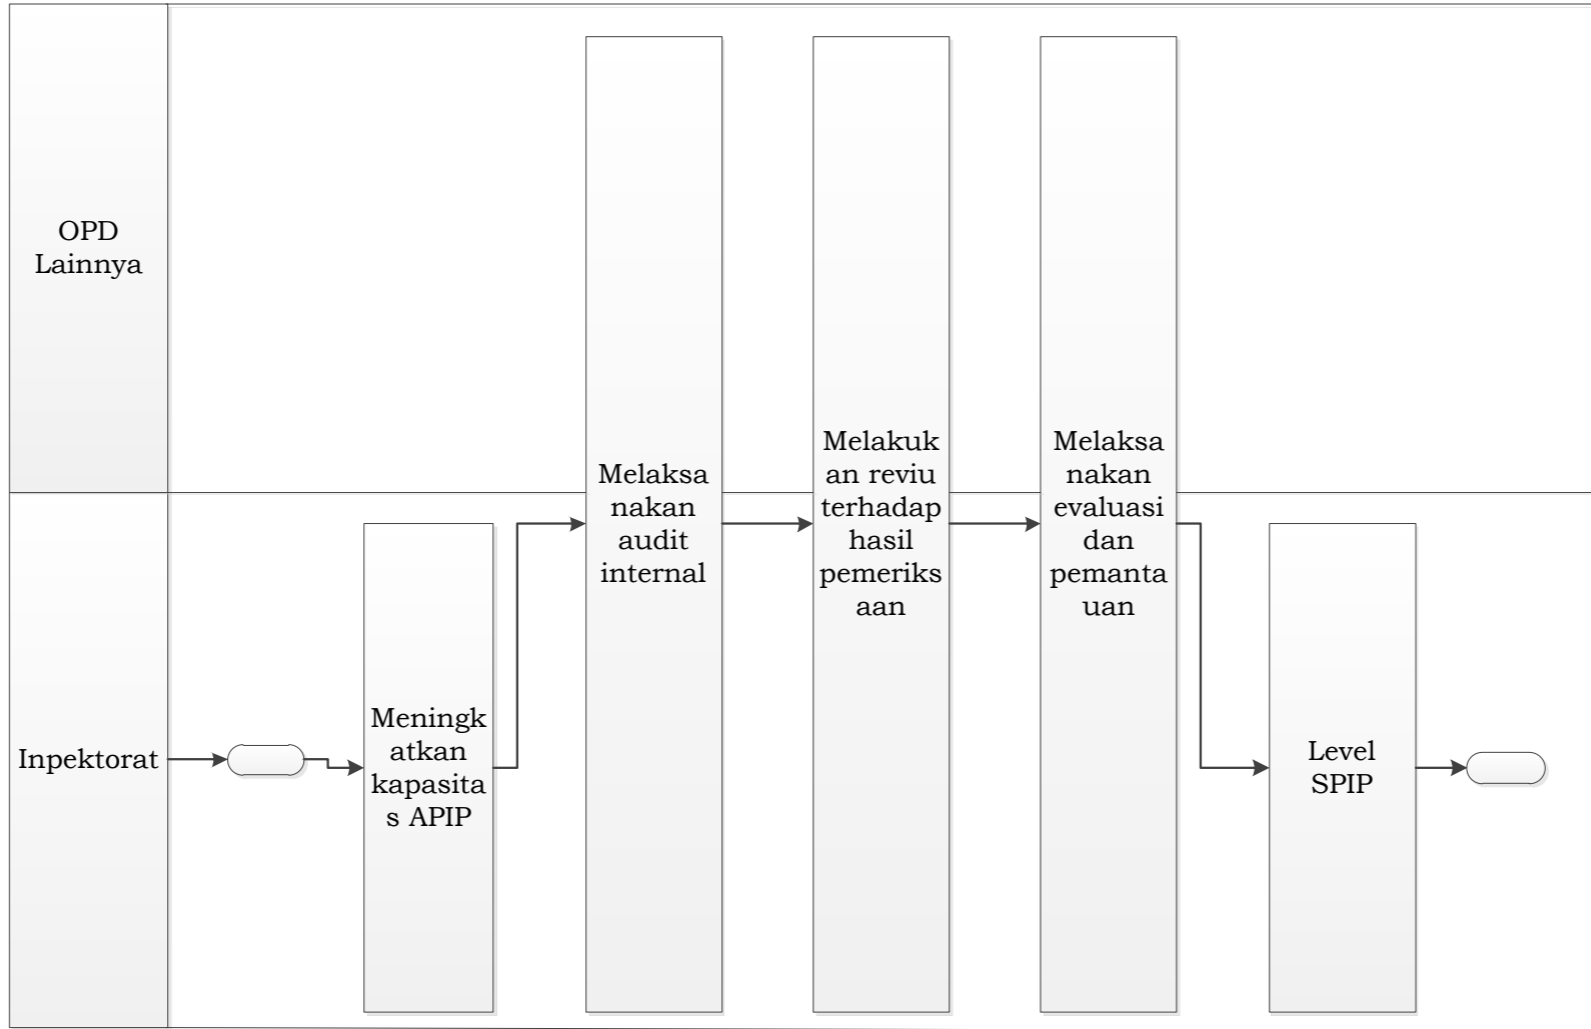 OPD
Lainnya
Inpektorat
Meningk
atkan
kapasita
s APIP
Melaksa
nakan
audit
internal
Melakuk
an reviu
terhadap
hasil
pemeriks
aan
Melaksa
nakan
evaluasi
dan
pemanta
uan
Level
SPIP